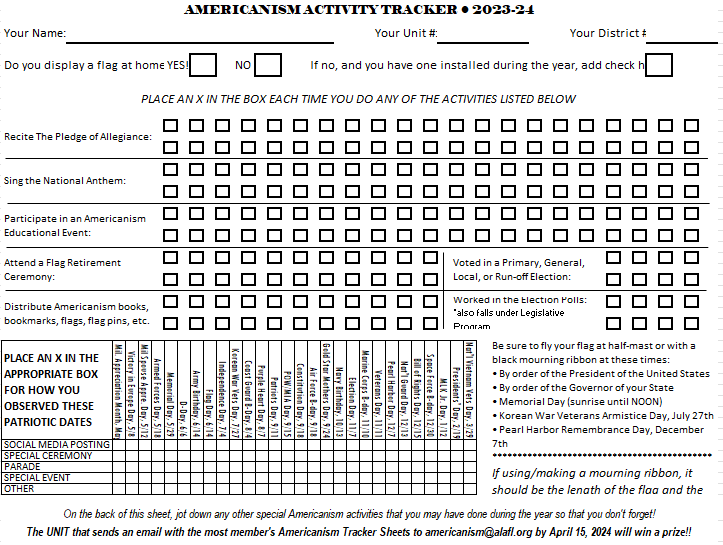 AMERICANISM ACTIVITY TRACKER ● 2023-24
Your Name: Your Unit #: Your District #
Do you display a flag at home YES! NO If no, and you have one installed during the year, add check h
PLACE AN X IN THE BOX EACH TIME YOU DO ANY OF THE ACTIVITIES LISTED BELOW
Recite The Pledge of Allegiance:
Sing the National Anthem:
Participate in an Americanism
Educational Event:
Attend a Flag Retirement
Ceremony:
Voted in a Primary, General,
Local, or Run-off Election:
Distribute Americanism books,
bookmarks, flags, flag pins, etc.
Worked in the Election Polls:
*also falls under Legislative
Program
PLACE AN X IN THE
APPROPRIATE BOX
FOR HOW YOU
OBSERVED THESE
PATRIOTIC DATES
Mil. Appreciation Month, May
Victory in Europe Day, 5/8
Mil Spouse Appre. Day, 5/12
Armed Forces Day, 5/18
Memorial Day, 5/29
D-Day, 6/6
Army Birthday, 6/14
Flag Day, 6/14
Independence Day, 7/4
Korean War Vets Day, 7/27
Coast Guard B-Day, 8/4
Purple Heart Day, 8/7
Patriots Day, 9/11
POW/MIA Day, 9/15
Constitution Day, 9/18
Air Force B-day, 9/18
Gold Star Mothers Day, 9/24
Navy Birthday, 10/13
Election Day, 11/7
Marine Corps B-day, 11/10
Veterans Day, 11/11
Pearl Harbor Day, 12/7
Nat'l Guard Day, 12/13
Bill of Rights Day, 12/15
Space Force B-day, 12/30
MLK Jr. Day, 1/12
Presidents' Day, 2/19
Nat'l Vietnam Vets Day, 3/29
SOCIAL MEDIA POSTING
SPECIAL CEREMONY
PARADE
SPECIAL EVENT
OTHER
Be sure to fly your flag at half-mast or with a
black mourning ribbon at these times:
• By order of the President of the United States
• By order of the Governor of your State
• Memorial Day (sunrise until NOON)
• Korean War Veterans Armistice Day, July 27th
• Pearl Harbor Remembrance Day, December
7th
If using/making a mourning ribbon, it
should be the length of the flag and the
On the back of this sheet, jot down any other special Americanism activities that you may have done during the year so that you don't forget!
The UNIT that sends an email with the most member's Americanism Tracker Sheets to americanism@alafl.org by April 15, 2024 will win a prize!!